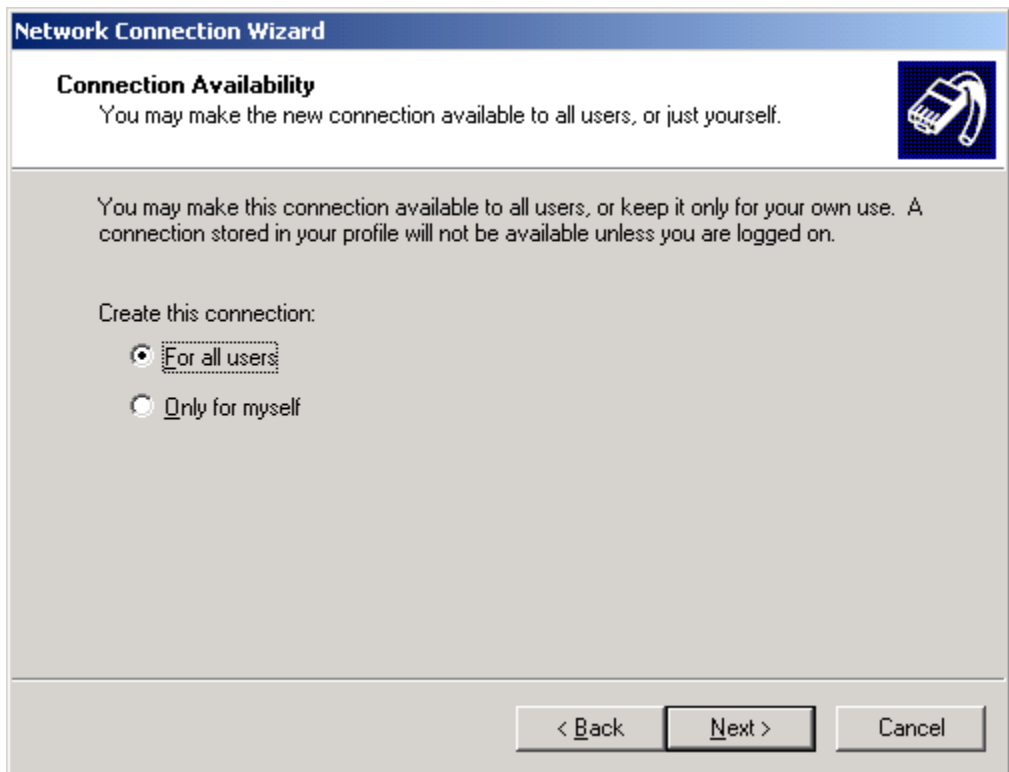 Network Connection Wizard
Connection Availability
You may make the new connection available to all users, or just yourself.
You may make this connection available to all users, or keep it only for your own use.  A
connection stored in your profile will not be available unless you are logged on.
Create this connection:
For all users
Only for myself
< Back Next > Cancel